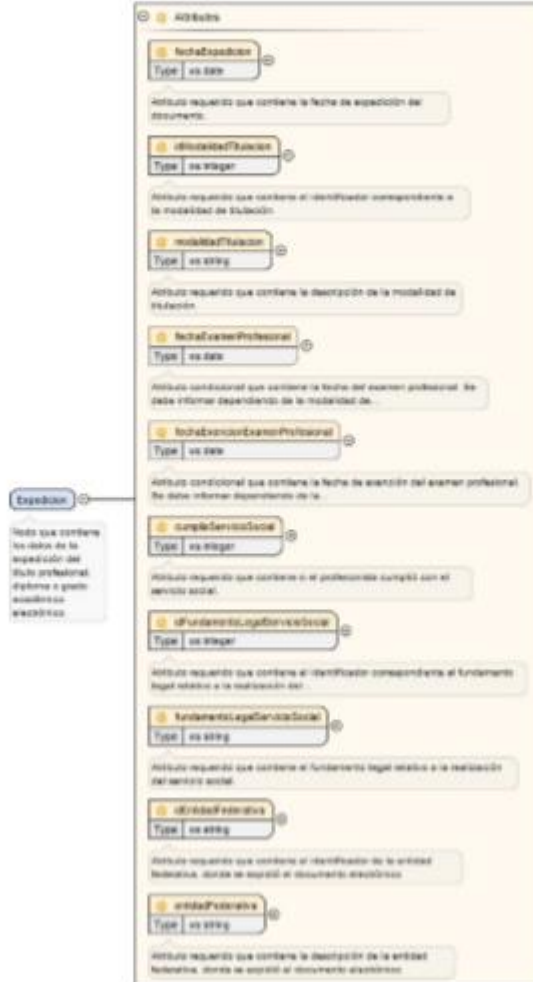 Attributes
fechaExpedicion
Type xs:date
Atributo requerido que contiene la fecha de expedición del
documento.
idModalidadTitulacion
Type xs:integer
Atributo requerido que contiene el identificador correspondiente a
la modalidad de titulación.
modalidadTitulacion
Type xs:string
Atributo requerido que contiene la descripción de la modalidad de
titulación.
fechaExamenProfesional
Type xs:date
Atributo condicional que contiene la fecha del examen profesional. Se
debe informar dependiendo de la modalidad de...
fechaExencionExamenProfesional
Type xs:date
Atributo condicional que contiene la fecha de exención del examen profesional.
Se debe informar dependiendo de la...
Expedicion
Nodo que contiene
los datos de la
expedición del
título profesional,
diploma o grado
académico
electrónico.
cumplioServicioSocial
Type xs:integer
Atributo requerido que contiene si el profesionista cumplió con el
servicio social.
idFundamentoLegalServicioSocial
Type xs:integer
Atributo requerido que contiene el identificador correspondiente al fundamento
legal relativo a la realización del...
fundamentoLegalServicioSocial
Type xs:string
Atributo requerido que contiene el fundamento legal relativo a la realización
del servicio social.
idEntidadFederativa
Type xs:string
Atributo requerido que contiene el identificador de la entidad
federativa, donde se expidió el documento electrónico.
entidadFederativa
Type xs:string
Atributo requerido que contiene la descripción de la entidad
federativa, donde se expidió el documento electrónico.